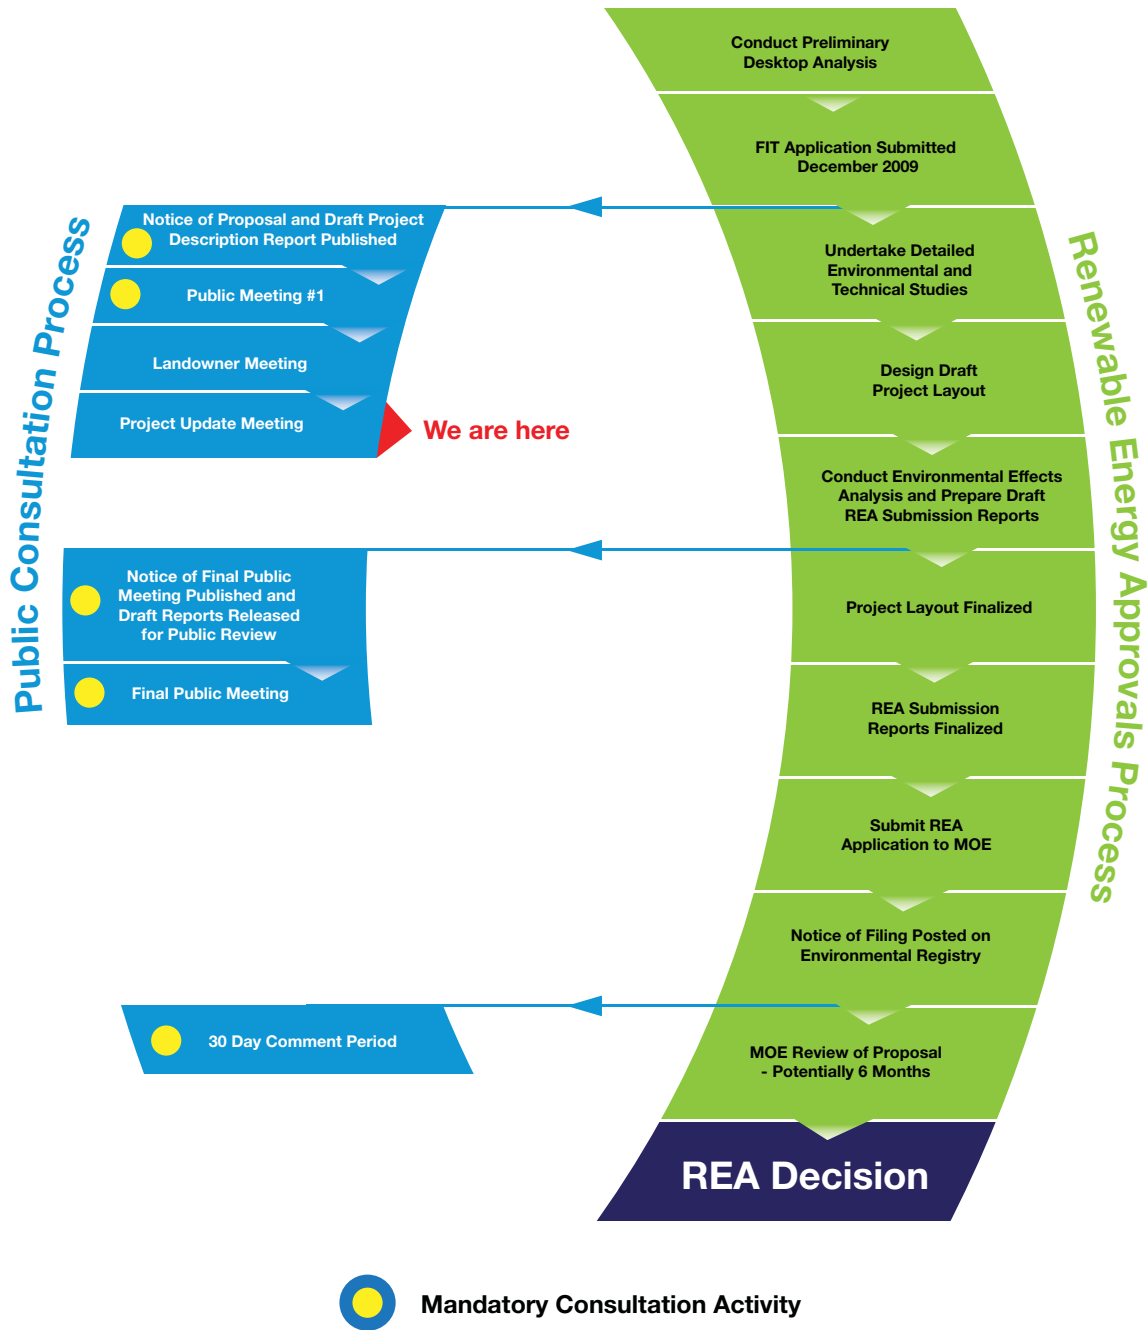 Conduct Preliminary
Desktop Analysis
FIT Application Submitted
December 2009
Undertake Detailed
Environmental and
Technical Studies
Design Draft
Project Layout
Conduct Environmental Effects
Analysis and Prepare Draft
REA Submission Reports
Project Layout Finalized
REA Submission
Reports Finalized
Submit REA
Application to MOE
Notice of Filing Posted on
Environmental Registry
MOE Review of Proposal
- Potentially 6 Months
REA Decision
Renewable Energy Approvals Process
Public Consultation Process
Notice of Proposal and Draft Project
Description Report Published
Public Meeting #1
Landowner Meeting
Project Update Meeting
We are here
Notice of Final Public
Meeting Published and
Draft Reports Released
for Public Review
Final Public Meeting
30 Day Comment Period
Mandatory Consultation Activity